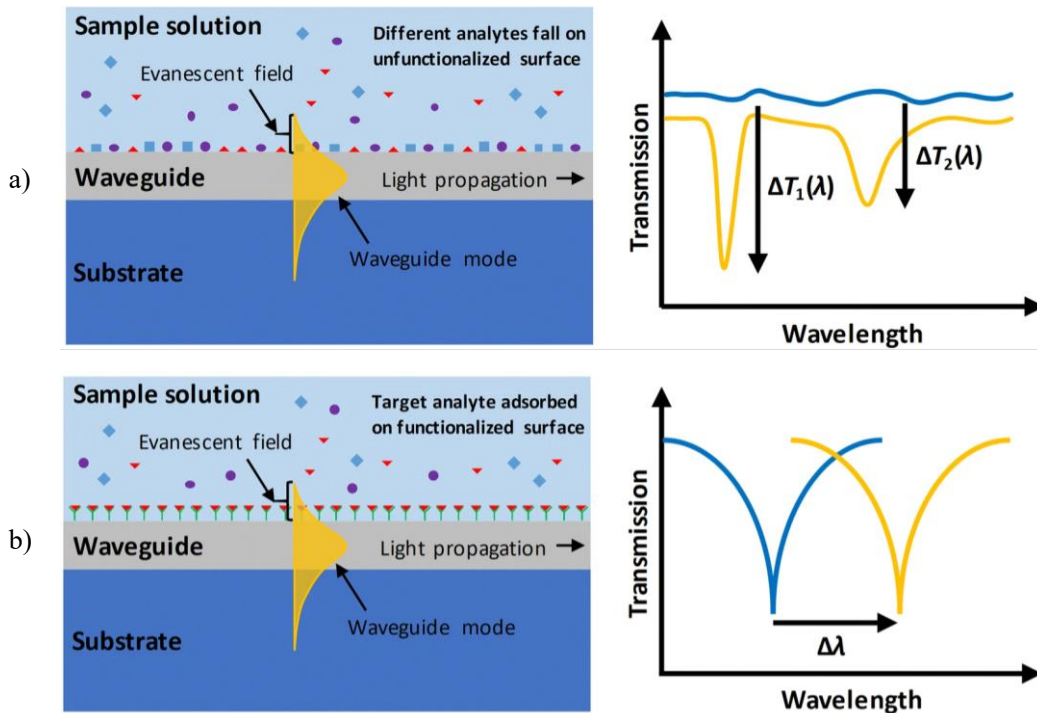 a)
Sample solution
Different analytes fall on
unfunctionalized surface
Evanescent field
Waveguide
Light propagation
Waveguide mode
Substrate
Transmission
ΔT₁(λ)
ΔT₂(λ)
Wavelength
b)
Sample solution
Target analyte adsorbed
on functionalized surface
Evanescent field
Waveguide
Light propagation
Waveguide mode
Substrate
Transmission
Δλ
Wavelength